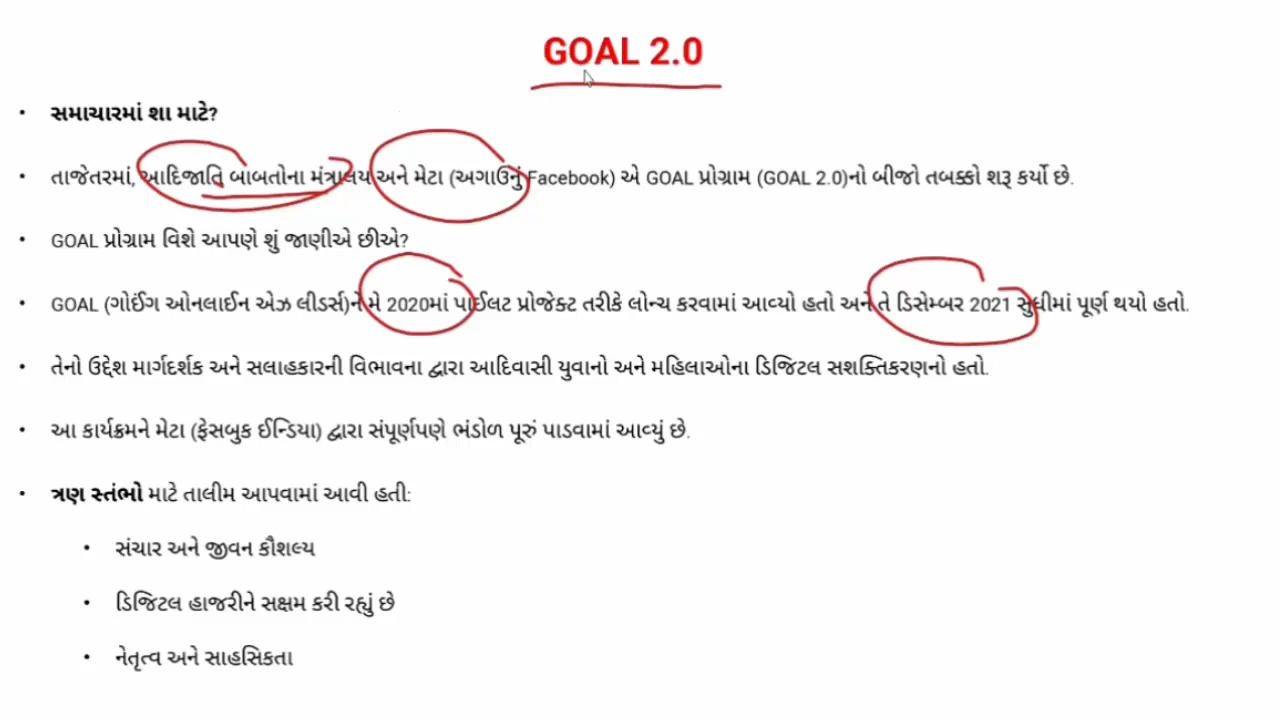 GOAL 2.0
• સમાચારમાં શા માટે?
• તાજેતરમાં, આદિજાતિ બાબતોના મંત્રાલય અને મેટા (અગાઉનું Facebook) એ GOAL પ્રોગ્રામ (GOAL 2.0)નો બીજો તબક્કો શરૂ કર્યો છે.
• GOAL પ્રોગ્રામ વિશે આપણે શું જાણીએ છીએ?
• GOAL (ગોઈંગ ઓનલાઈન એઝ લીડર્સ)ને મે 2020માં પાઈલટ પ્રોજેક્ટ તરીકે લોન્ચ કરવામાં આવ્યો હતો અને તે ડિસેમ્બર 2021 સુધીમાં પૂર્ણ થયો હતો.
• તેનો ઉદ્દેશ માર્ગદર્શક અને સલાહકારની વિભાવના દ્વારા આદિવાસી યુવાનો અને મહિલાઓના ડિજિટલ સશક્તિકરણનો હતો.
• આ કાર્યક્રમને મેટા (ફેસબુક ઈન્ડિયા) દ્વારા સંપૂર્ણપણે ભંડોળ પૂરું પાડવામાં આવ્યું છે.
• ત્રણ સ્તંભો માટે તાલીમ આપવામાં આવી હતી:
• સંચાર અને જીવન કૌશલ્ય
• ડિજિટલ હાજરીને સક્ષમ કરી રહ્યું છે
• નેતૃત્વ અને સાહસિકતા